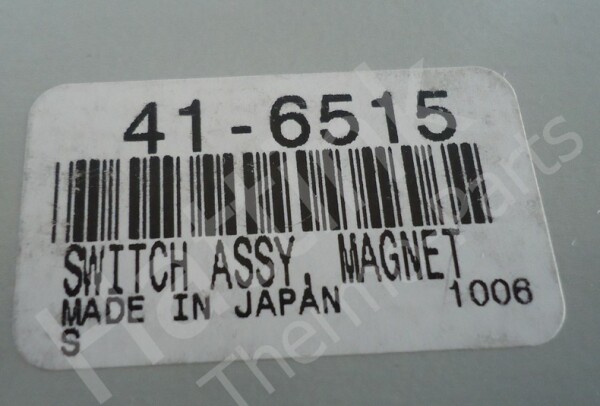 41-6515
SWITCH ASSY, MAGNET
MADE IN JAPAN 1006
S